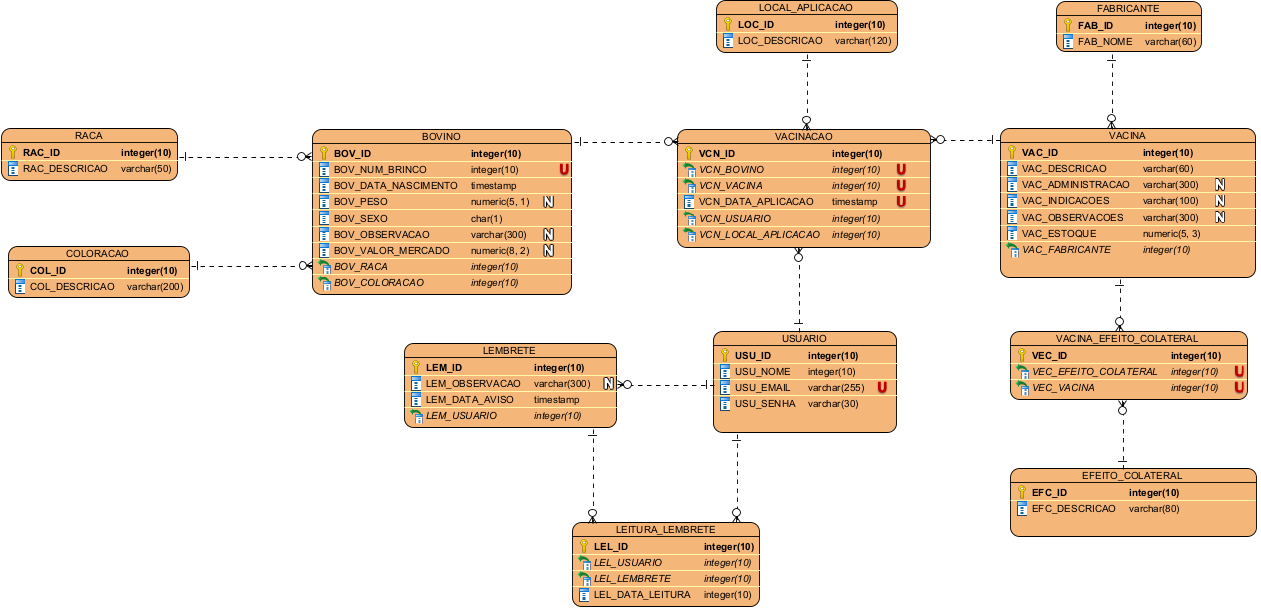 LOCAL_APLICACAO
LOC_ID integer(10)
LOC_DESCRICAO varchar(120)
FABRICANTE
FAB_ID integer(10)
FAB_NOME varchar(60)
RACA
RAC_ID integer(10)
RAC_DESCRICAO varchar(50)
BOVINO
BOV_ID integer(10)
BOV_NUM_BRINCO integer(10) U
BOV_DATA_NASCIMENTO timestamp
BOV_PESO numeric(5, 1) N
BOV_SEXO char(1)
BOV_OBSERVACAO varchar(300) N
BOV_VALOR_MERCADO numeric(8, 2) N
BOV_RACA integer(10)
BOV_COLORACAO integer(10)
VACINACAO
VCN_ID integer(10)
VCN_BOVINO integer(10) U
VCN_VACINA integer(10) U
VCN_DATA_APLICACAO timestamp U
VCN_USUARIO integer(10)
VCN_LOCAL_APLICACAO integer(10)
VACINA
VAC_ID integer(10)
VAC_DESCRICAO varchar(60)
VAC_ADMINISTRACAO varchar(300) N
VAC_INDICACOES varchar(100) N
VAC_OBSERVACOES varchar(300) N
VAC_ESTOQUE numeric(5, 3)
VAC_FABRICANTE integer(10)
COLORACAO
COL_ID integer(10)
COL_DESCRICAO varchar(200)
LEMBRETE
LEM_ID integer(10)
LEM_OBSERVACAO varchar(300) N
LEM_DATA_AVISO timestamp
LEM_USUARIO integer(10)
USUARIO
USU_ID integer(10)
USU_NOME integer(10)
USU_EMAIL varchar(255) U
USU_SENHA varchar(30)
VACINA_EFEITO_COLATERAL
VEC_ID integer(10)
VEC_EFEITO_COLATERAL integer(10) U
VEC_VACINA integer(10) U
EFEITO_COLATERAL
EFC_ID integer(10)
EFC_DESCRICAO varchar(80)
LEITURA_LEMBRETE
LEL_ID integer(10)
LEL_USUARIO integer(10)
LEL_LEMBRETE integer(10)
LEL_DATA_LEITURA integer(10)